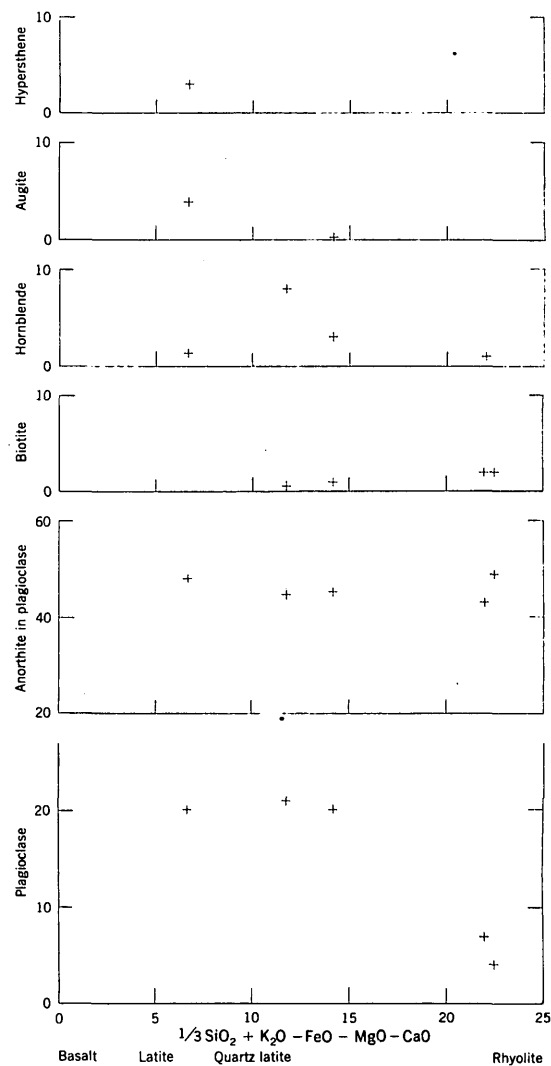 10
Hypersthene
0
10
Augite
0
10
Hornblende
0
10
Biotite
0
60
Anorthite in plagioclase
40
20
20
Plagioclase
10
0
0 5 10 15 20 25
1/3 SiO₂ + K₂O – FeO – MgO – CaO
Basalt Latite Quartz latite Rhyolite